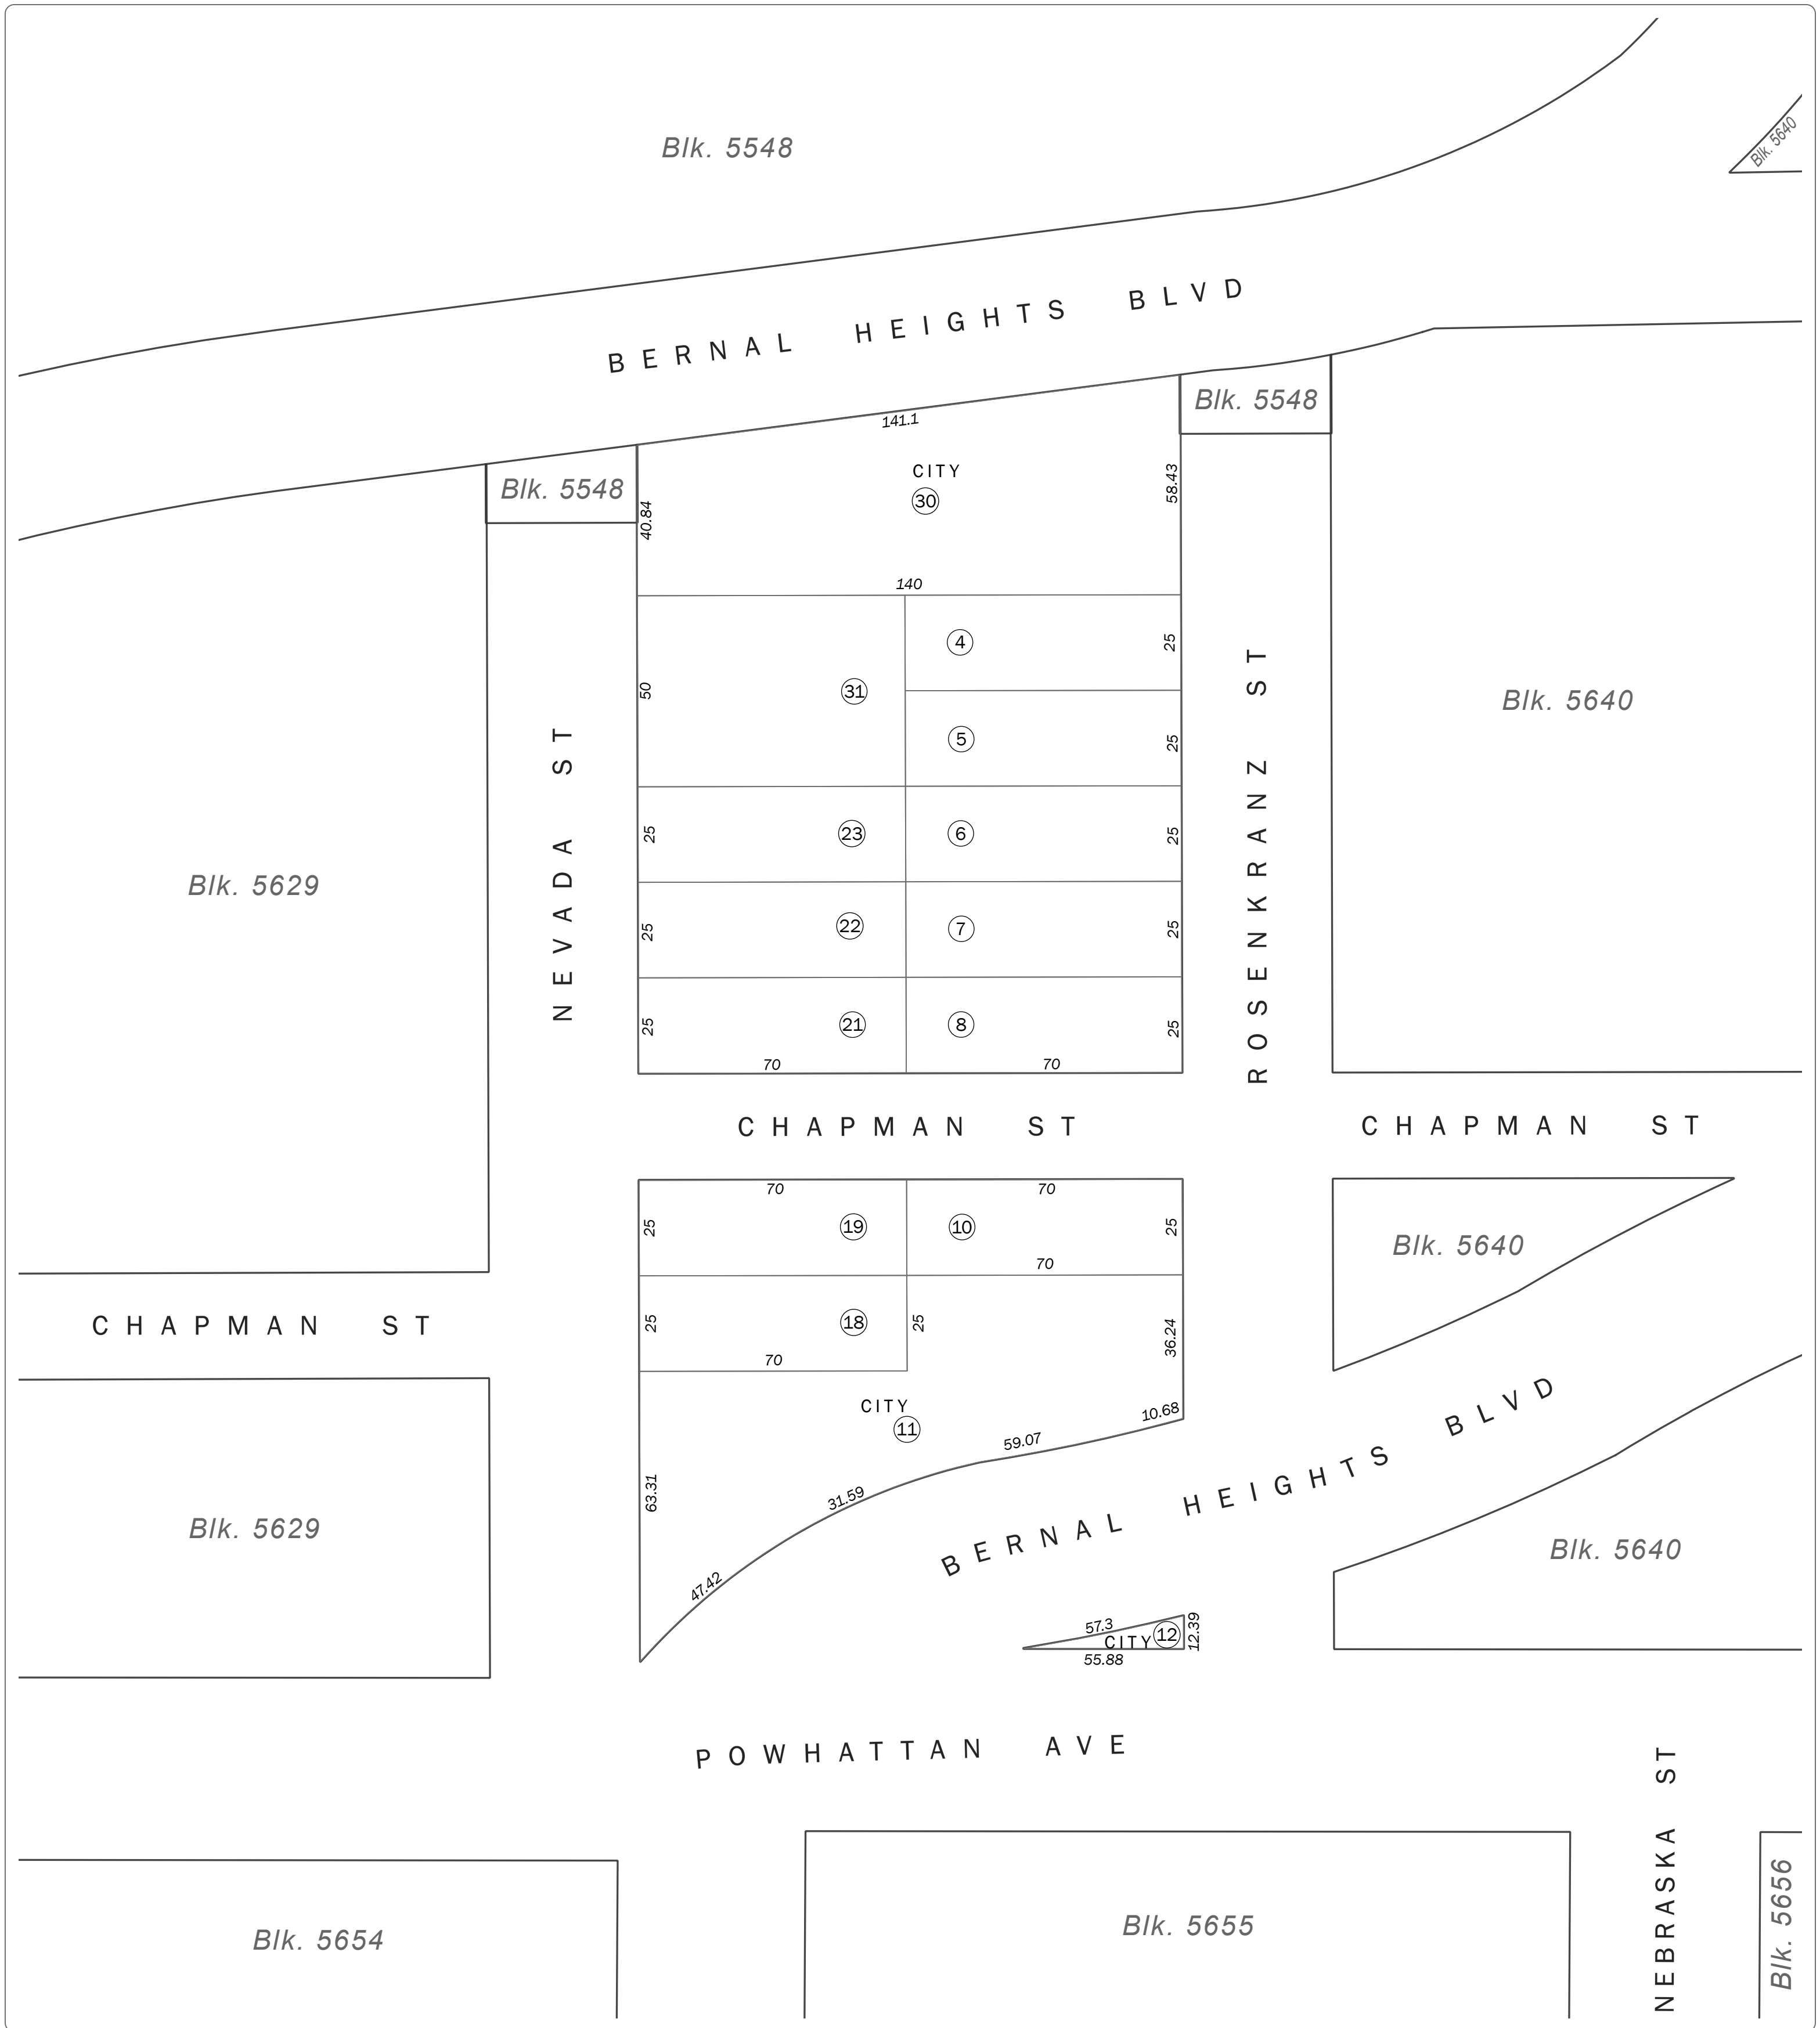 Blk. 5548
Blk. 5640
BERNAL HEIGHTS BLVD
Blk. 5548
141.1
CITY
30
58.43
Blk. 5548
40.84
140
4
25
31
50
5
25
NEVADA ST
ROSENKRANZ ST
Blk. 5640
23
25
6
25
Blk. 5629
22
25
7
25
21
25
8
25
70
70
CHAPMAN ST
CHAPMAN ST
70
70
19
25
10
25
70
Blk. 5640
CHAPMAN ST
18
25
25
36.24
70
CITY
11
10.68
59.07
BERNAL HEIGHTS BLVD
63.31
31.59
Blk. 5629
Blk. 5640
47.42
57.3
CITY
12
12.39
55.88
POWHATTAN AVE
NEBRASKA ST
Blk. 5654
Blk. 5655
Blk. 5656